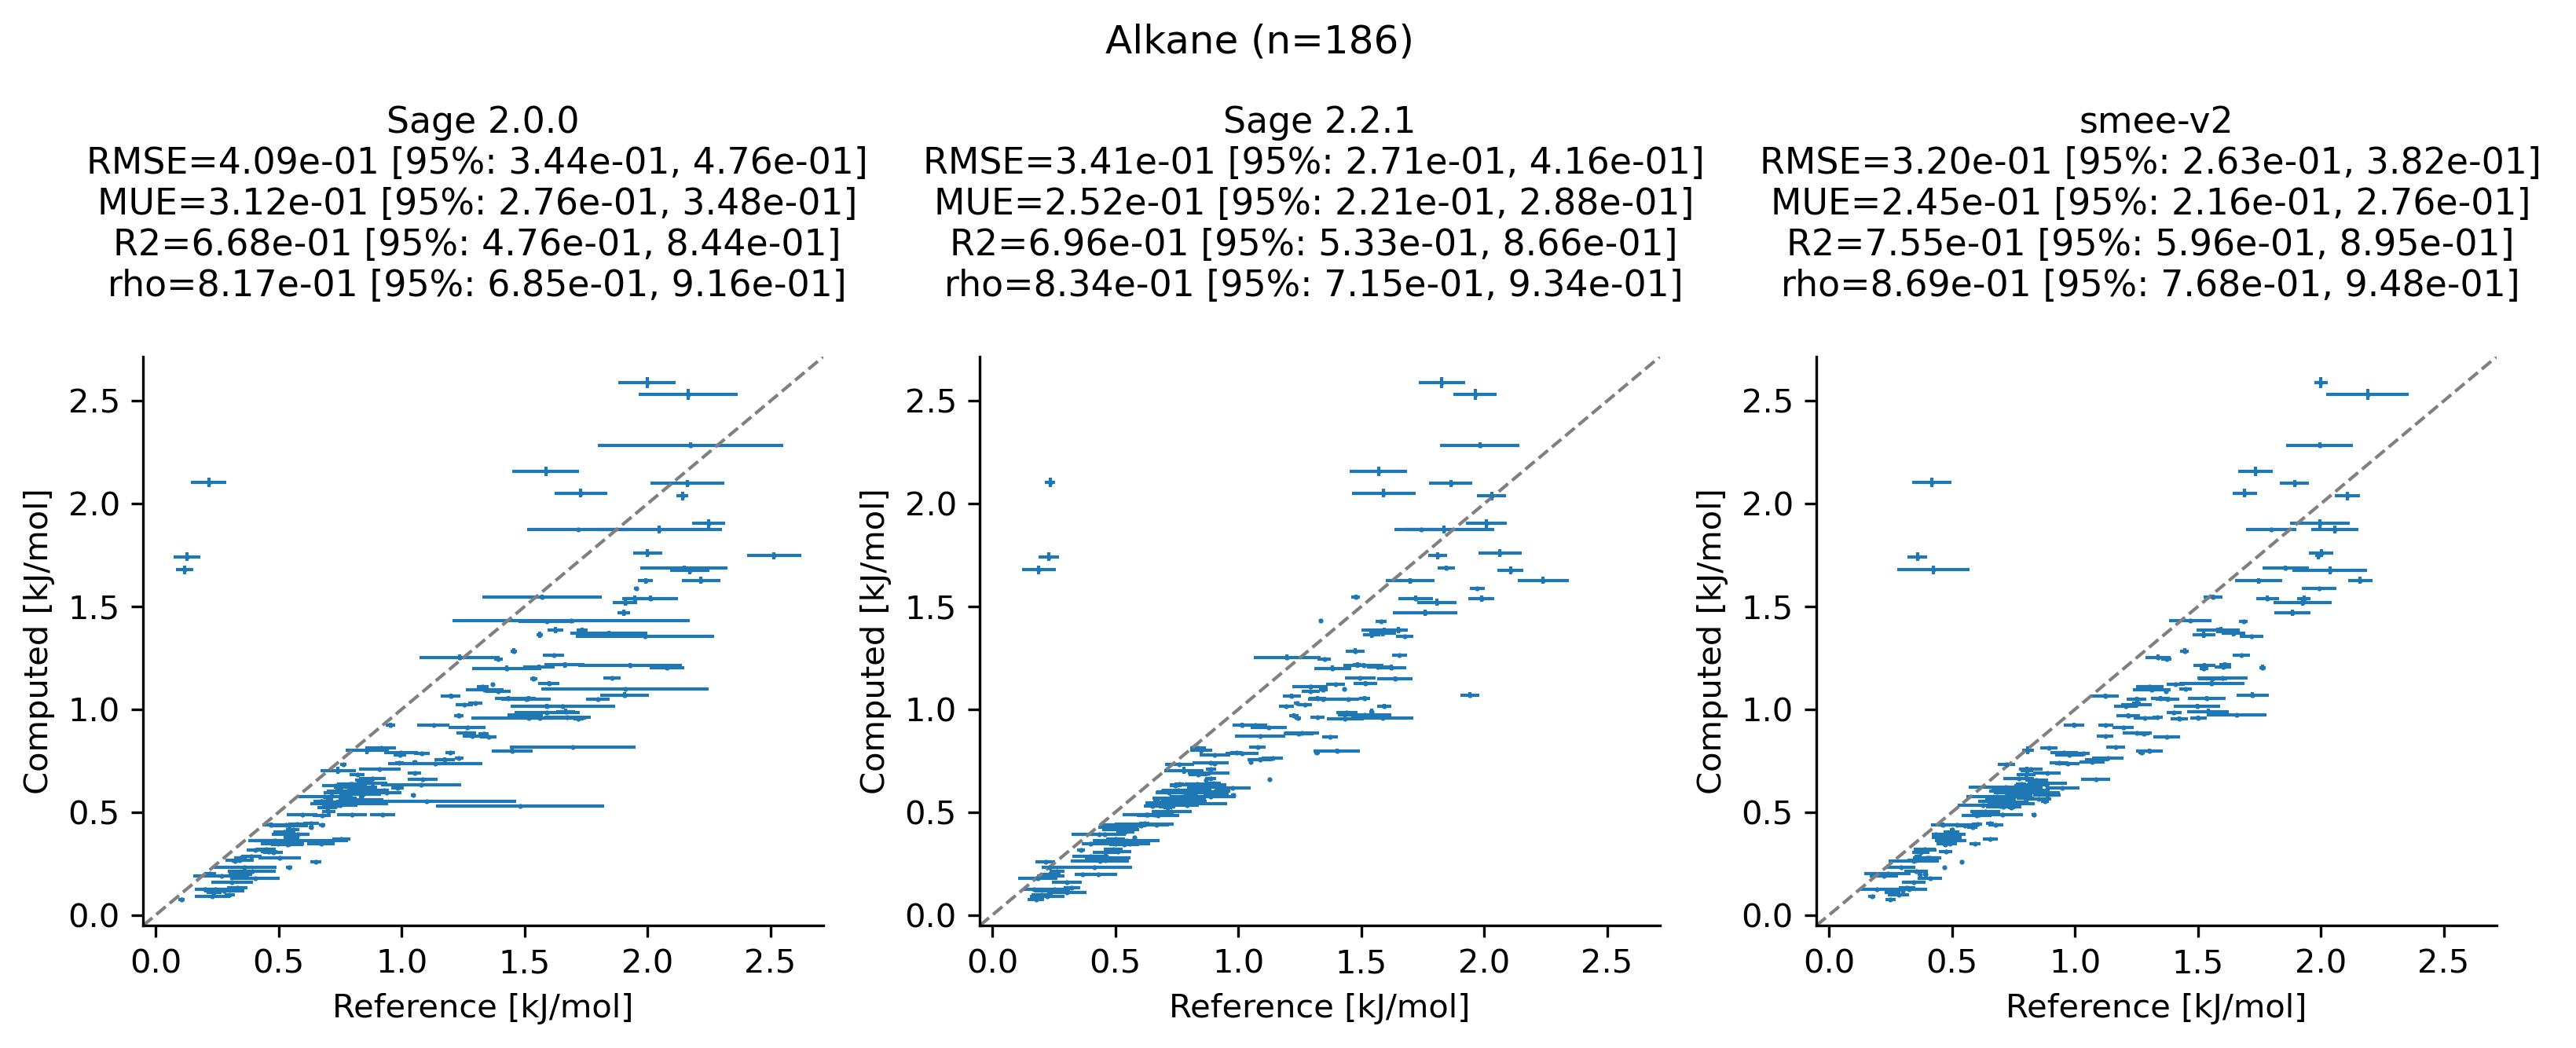 Alkane (n=186)
Sage 2.0.0
RMSE=4.09e-01 [95%: 3.44e-01, 4.76e-01]
MUE=3.12e-01 [95%: 2.76e-01, 3.48e-01]
R2=6.68e-01 [95%: 4.76e-01, 8.44e-01]
rho=8.17e-01 [95%: 6.85e-01, 9.16e-01]
Computed [kJ/mol]
2.5
2.0
1.5
1.0
0.5
0.0
0.0 0.5 1.0 1.5 2.0 2.5
Reference [kJ/mol]
Sage 2.2.1
RMSE=3.41e-01 [95%: 2.71e-01, 4.16e-01]
MUE=2.52e-01 [95%: 2.21e-01, 2.88e-01]
R2=6.96e-01 [95%: 5.33e-01, 8.66e-01]
rho=8.34e-01 [95%: 7.15e-01, 9.34e-01]
Computed [kJ/mol]
2.5
2.0
1.5
1.0
0.5
0.0
0.0 0.5 1.0 1.5 2.0 2.5
Reference [kJ/mol]
smee-v2
RMSE=3.20e-01 [95%: 2.63e-01, 3.82e-01]
MUE=2.45e-01 [95%: 2.16e-01, 2.76e-01]
R2=7.55e-01 [95%: 5.96e-01, 8.95e-01]
rho=8.69e-01 [95%: 7.68e-01, 9.48e-01]
Computed [kJ/mol]
2.5
2.0
1.5
1.0
0.5
0.0
0.0 0.5 1.0 1.5 2.0 2.5
Reference [kJ/mol]